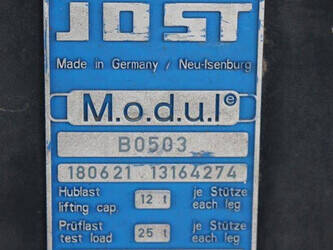 JOST
Made in Germany / Neu-Isenburg
M.o.d.u.l e
B0503
180621 13164274
Hublast 12 t je Stütze
lifting cap. each leg
Prüflast 25 t je Stütze
test load each leg